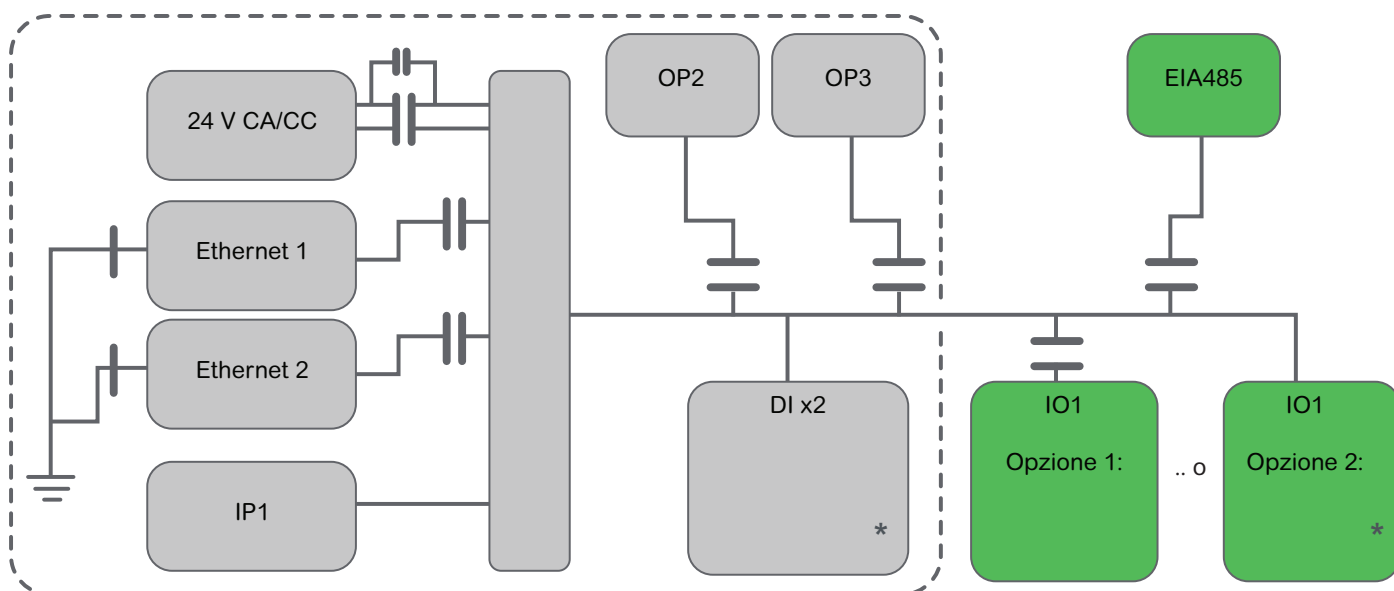 OP2
OP3
EIA485
24 V CA/CC
Ethernet 1
Ethernet 2
IP1
DI x2
*
IO1
Opzione 1:
.. o
IO1
Opzione 2:
*